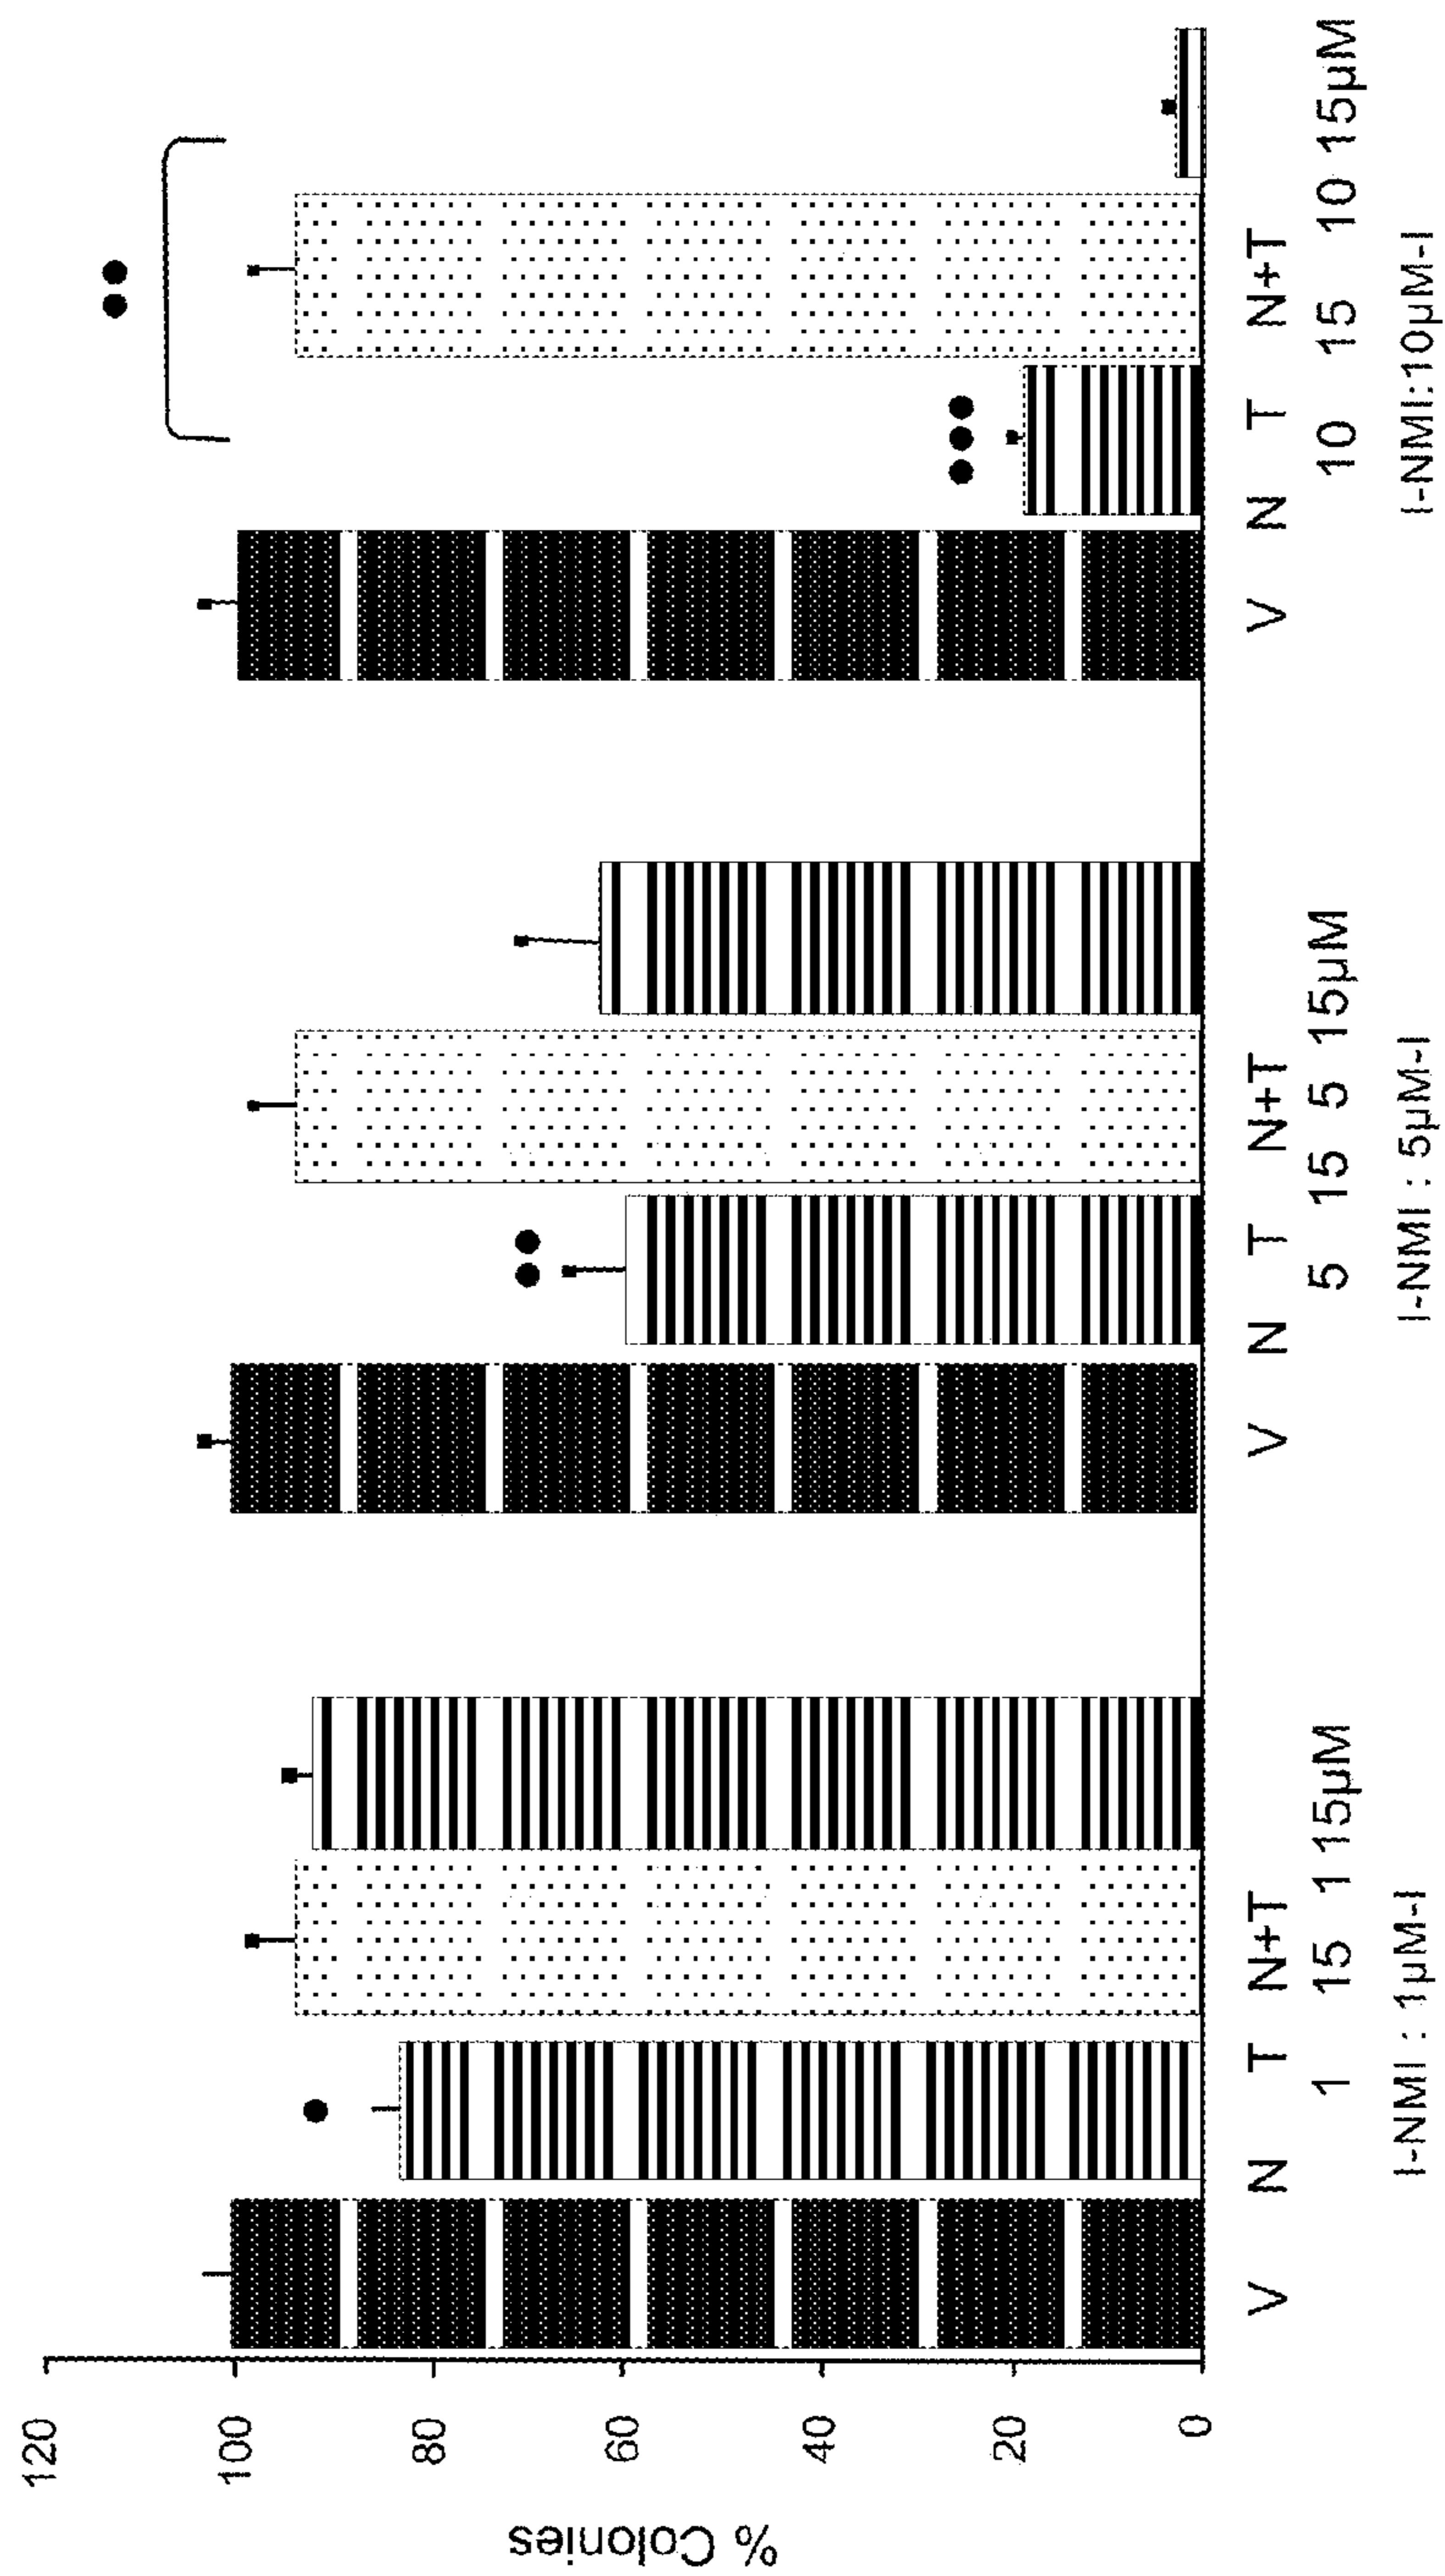 % Colonies
120
100
80
60
40
20
0
V N T N+T V N T N+T V N T N+T
1 15 1 15µM 5 15 5 15µM 10 15 10 15µM
I-NMI : 1µM-I I-NMI : 5µM-I I-NMI:10µM-I